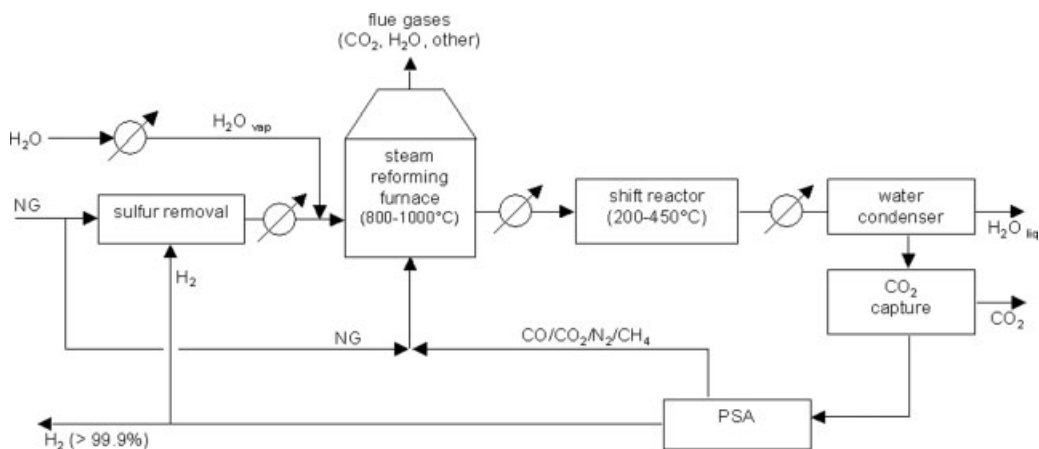 flue gases
(CO₂, H₂O, other)
H₂O
H₂O vap
steam
reforming
furnace
(800-1000°C)
NG
sulfur removal
shift reactor
(200-450°C)
water
condenser
H₂O liq
H₂
CO₂
capture
CO₂
NG
CO/CO₂/N₂/CH₄
PSA
H₂ (> 99.9%)